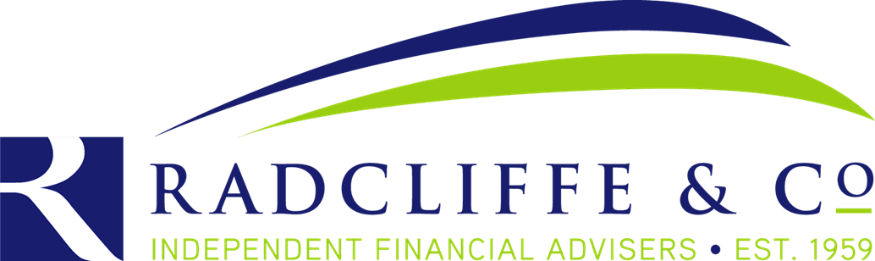 R
RADCLIFFE & Co
INDEPENDENT FINANCIAL ADVISERS • EST. 1959